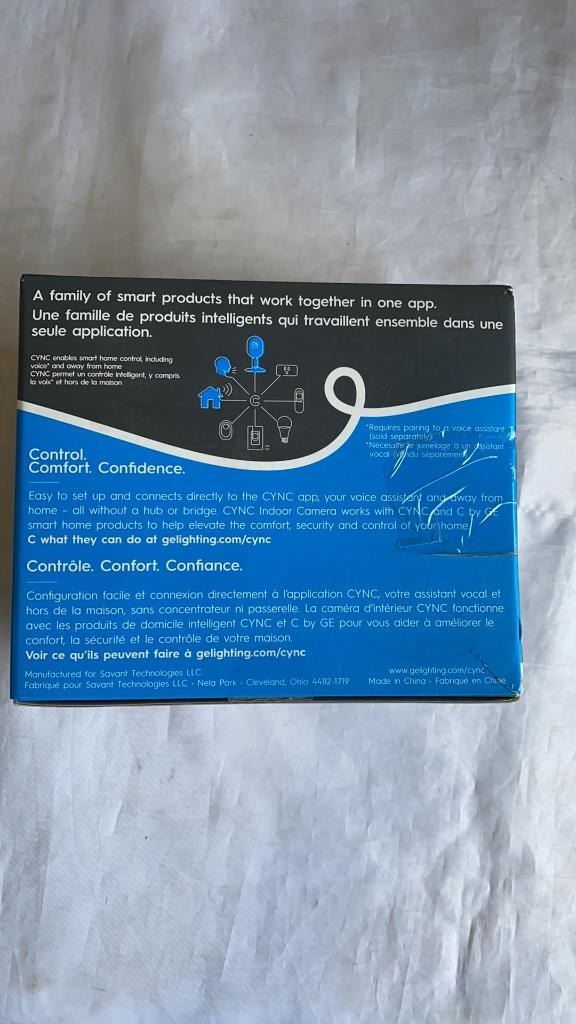 A family of smart products that work together in one app.
Une famille de produits intelligents qui travaillent ensemble dans une
seule application.
CYNC enables smart home control, including
voice* and away from home
CYNC permet un contrôle intelligent, y compris
la voix* et hors de la maison
C
*Requires pairing to a voice assistant
(sold separately)
*Nécessite le jumelage à un assistant
vocal (vendu séparément)
Control.
Comfort. Confidence.
Easy to set up and connects directly to the CYNC app, your voice assistant and away from
home – all without a hub or bridge. CYNC Indoor Camera works with CYNC and C by GE
smart home products to help elevate the comfort, security and control of your home.
C what they can do at gelighting.com/cync
Contrôle. Confort. Confiance.
Configuration facile et connexion directement à l'application CYNC, votre assistant vocal et
hors de la maison, sans concentrateur ni passerelle. La caméra d'intérieur CYNC fonctionne
avec les produits de domicile intelligent CYNC et C by GE pour vous aider à améliorer le
confort, la sécurité et le contrôle de votre maison.
Voir ce qu'ils peuvent faire à gelighting.com/cync
Manufactured for Savant Technologies LLC
Fabriqué pour Savant Technologies LLC • Nela Park • Cleveland, Ohio 44112-1719
www.gelighting.com/cync
Made in China • Fabriqué en Chine